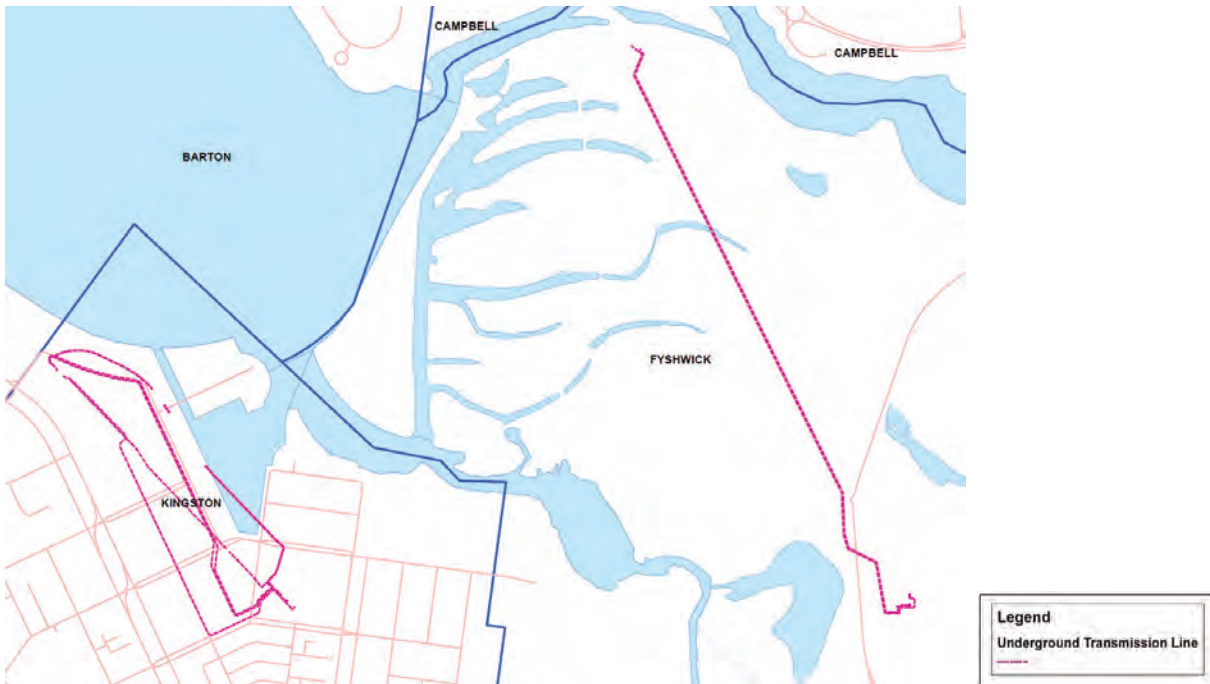 CAMPBELL
CAMPBELL
BARTON
FYSHWICK
KINGSTON
Legend
Underground Transmission Line